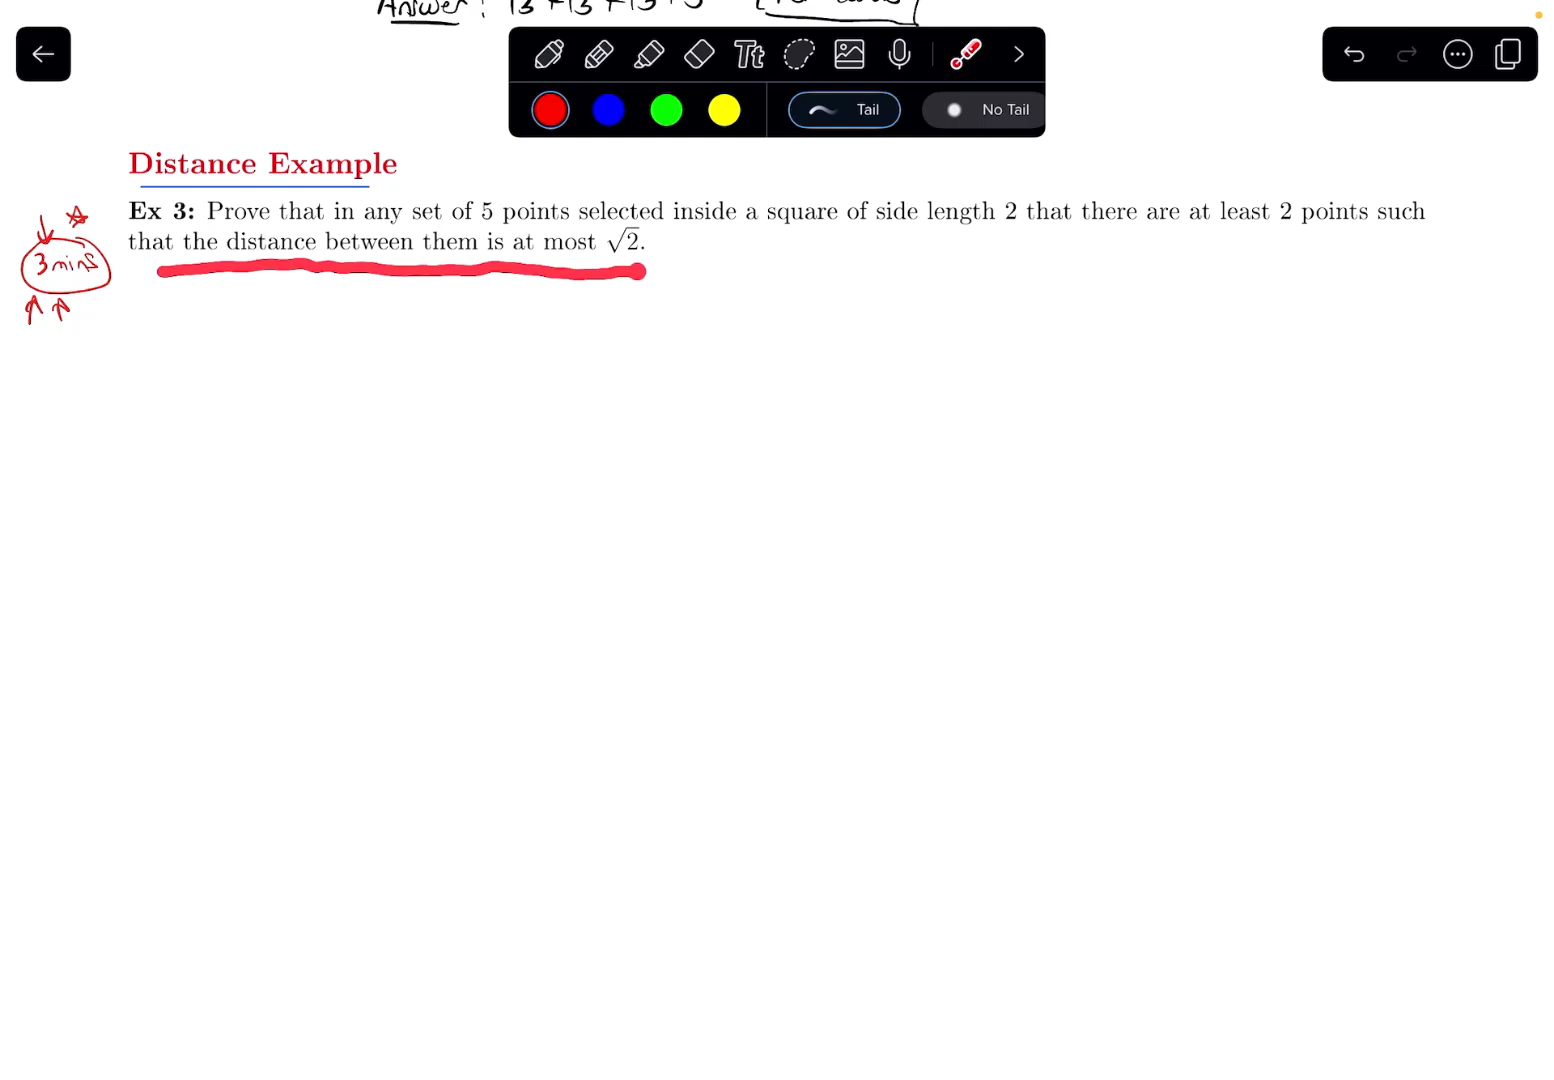 Answer:
Tt
Tail
No Tail
Distance Example
Ex 3: Prove that in any set of 5 points selected inside a square of side length 2 that there are at least 2 points such
that the distance between them is at most √2.
3 mins